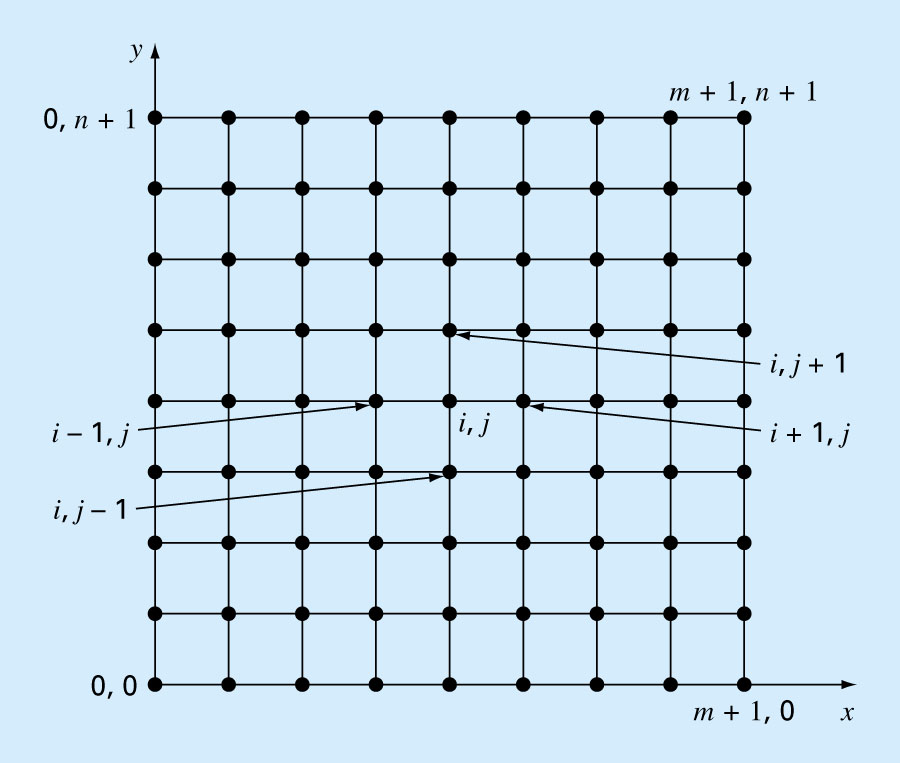 y
m + 1, n + 1
0, n + 1
i, j + 1
i, j
i – 1, j
i + 1, j
i, j – 1
0, 0
m + 1, 0
x